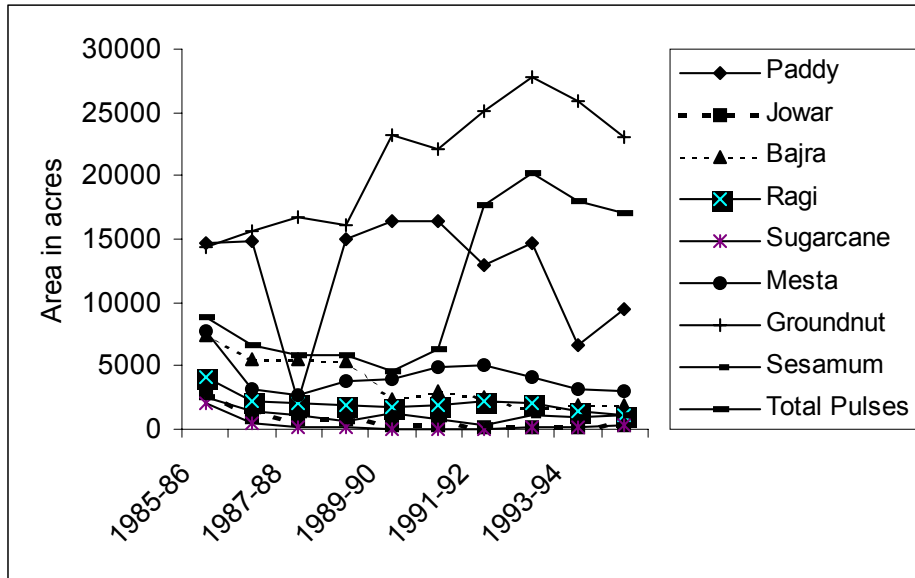 Area in acres
30000
25000
20000
15000
10000
5000
0
1985-86
1987-88
1989-90
1991-92
1993-94
Paddy
Jowar
Bajra
Ragi
Sugarcane
Mesta
Groundnut
Sesamum
Total Pulses